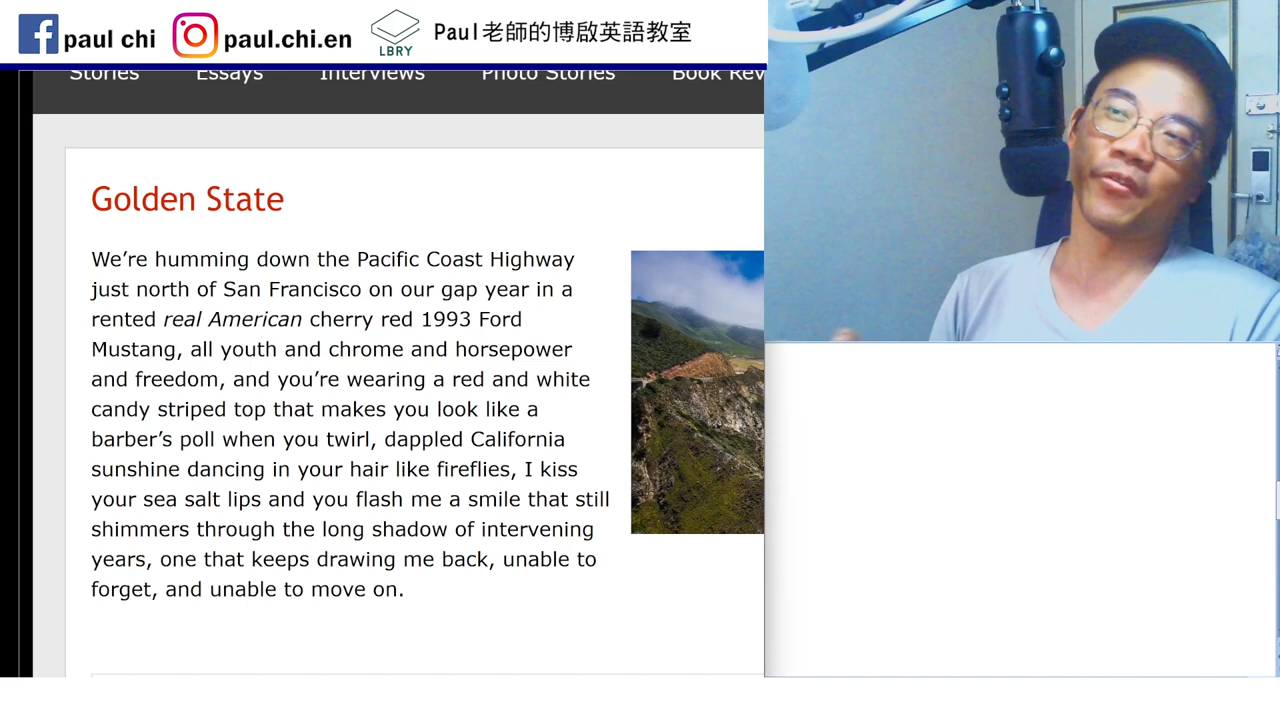 paul chi
paul.chi.en
LBRY
Paul老師的博啟英語教室
Stories Essays Interviews Photo Stories Book Rev
Golden State
We’re humming down the Pacific Coast Highway
just north of San Francisco on our gap year in a
rented real American cherry red 1993 Ford
Mustang, all youth and chrome and horsepower
and freedom, and you’re wearing a red and white
candy striped top that makes you look like a
barber’s poll when you twirl, dappled California
sunshine dancing in your hair like fireflies, I kiss
your sea salt lips and you flash me a smile that still
shimmers through the long shadow of intervening
years, one that keeps drawing me back, unable to
forget, and unable to move on.